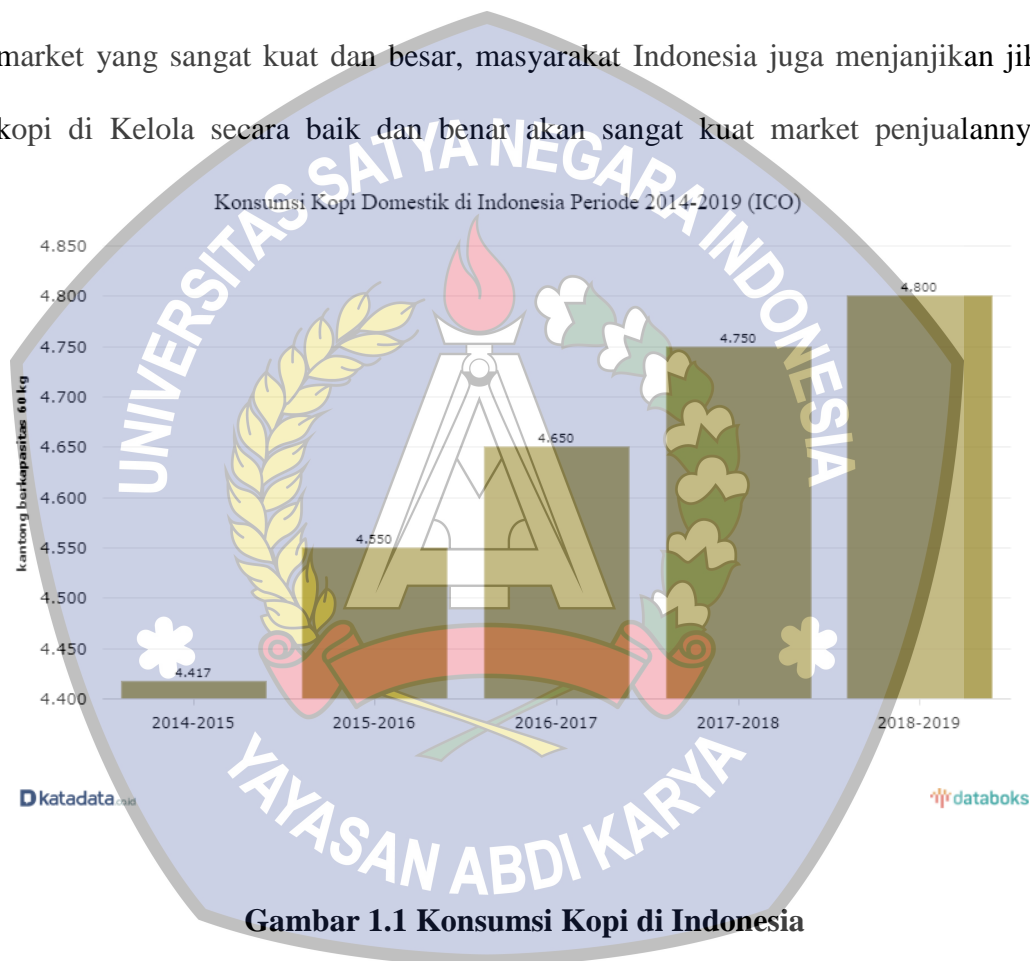 market yang sangat kuat dan besar, masyarakat Indonesia juga menjanjikan
kopi di Kelola secara baik dan benar akan sangat kuat market
UNIVERSITAS SATYA NEGARA INDONESIA
Konsumsi Kopi Domestik di Indonesia Periode 2014-2019 (ICO)
kantong berkapasitas 60 kg
4.850
4.800
4.750
4.700
4.650
4.600
4.550
4.500
4.450
4.400
4.417
4.550
4.650
4.750
4.800
2014-2015
2015-2016
2016-2017
2017-2018
2018-2019
katadata.co.id
databoks
YAYASAN ABDI KARYA
Gambar 1.1 Konsumsi Kopi di Indonesia